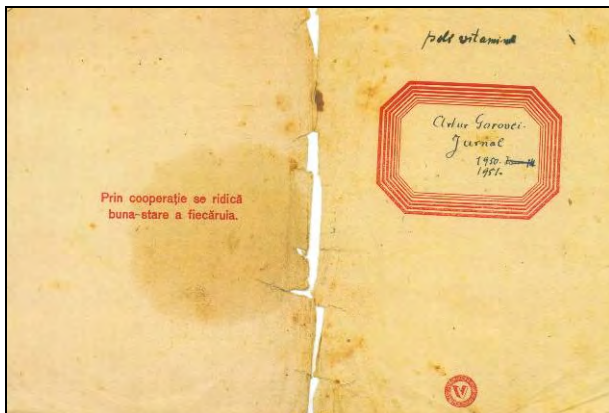 Prin cooperație se ridică
buna-stare a fiecăruia.
Artur Gorovei.
Jurnal
1950.
1951.